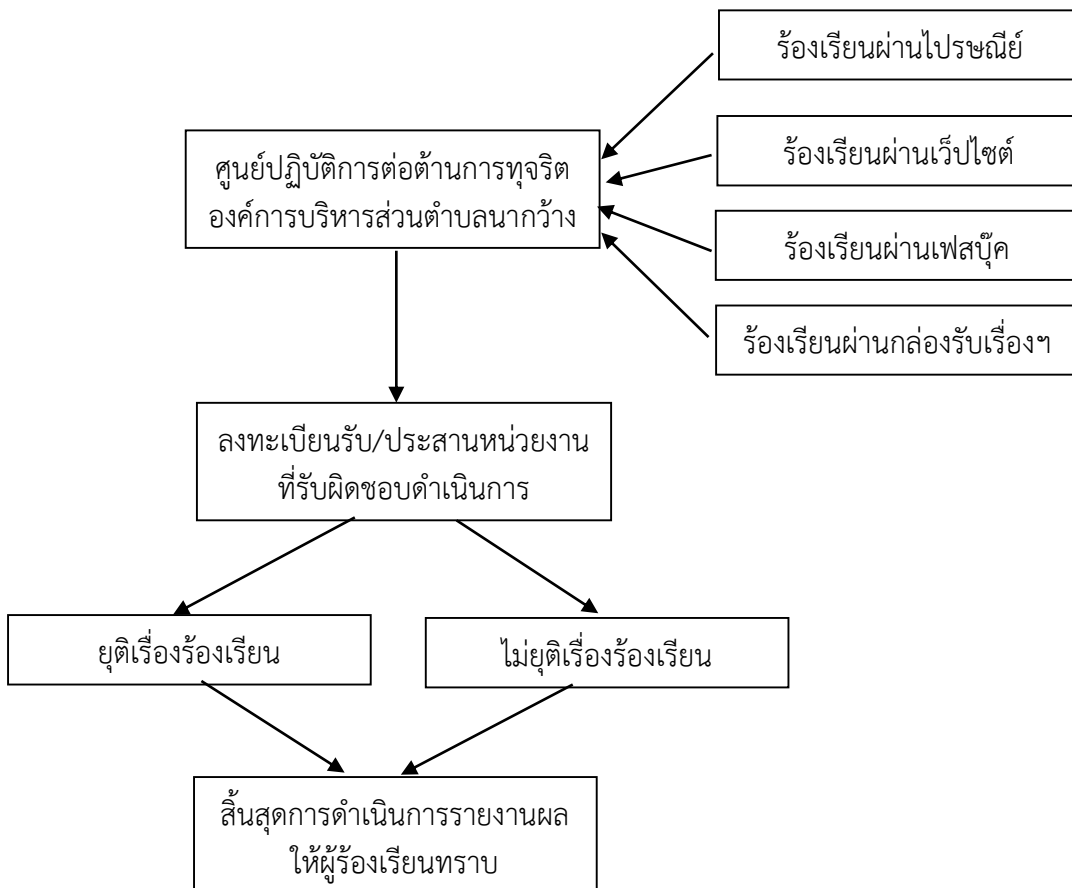 ร้องเรียนผ่านไปรษณีย์
ร้องเรียนผ่านเว็ปไซต์
ร้องเรียนผ่านเฟสบุ๊ค
ร้องเรียนผ่านกล่องรับเรื่องฯ
ศูนย์ปฏิบัติการต่อต้านการทุจริต
องค์การบริหารส่วนตำบลนากว้าง
ลงทะเบียนรับ/ประสานหน่วยงาน
ที่รับผิดชอบดำเนินการ
ยุติเรื่องร้องเรียน
ไม่ยุติเรื่องร้องเรียน
สิ้นสุดการดำเนินการรายงานผล
ให้ผู้ร้องเรียนทราบ